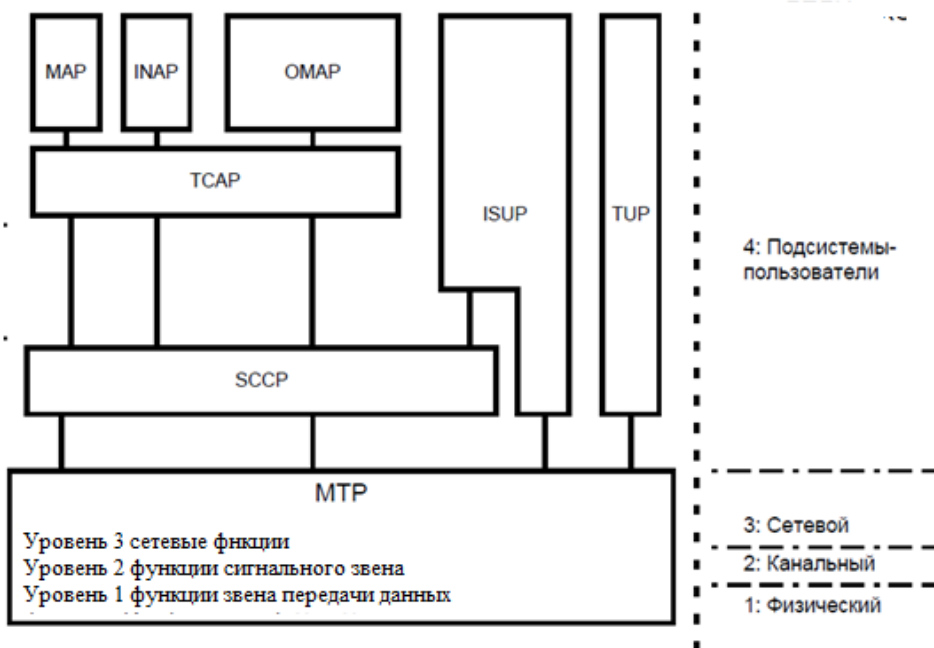 MAP
INAP
OMAP
TCAP
ISUP
TUP
4: Подсистемы-
пользователи
SCCP
MTP
Уровень 3 сетевые фнкции
Уровень 2 функции сигнального звена
Уровень 1 функции звена передачи данных
3: Сетевой
2: Канальный
1: Физический